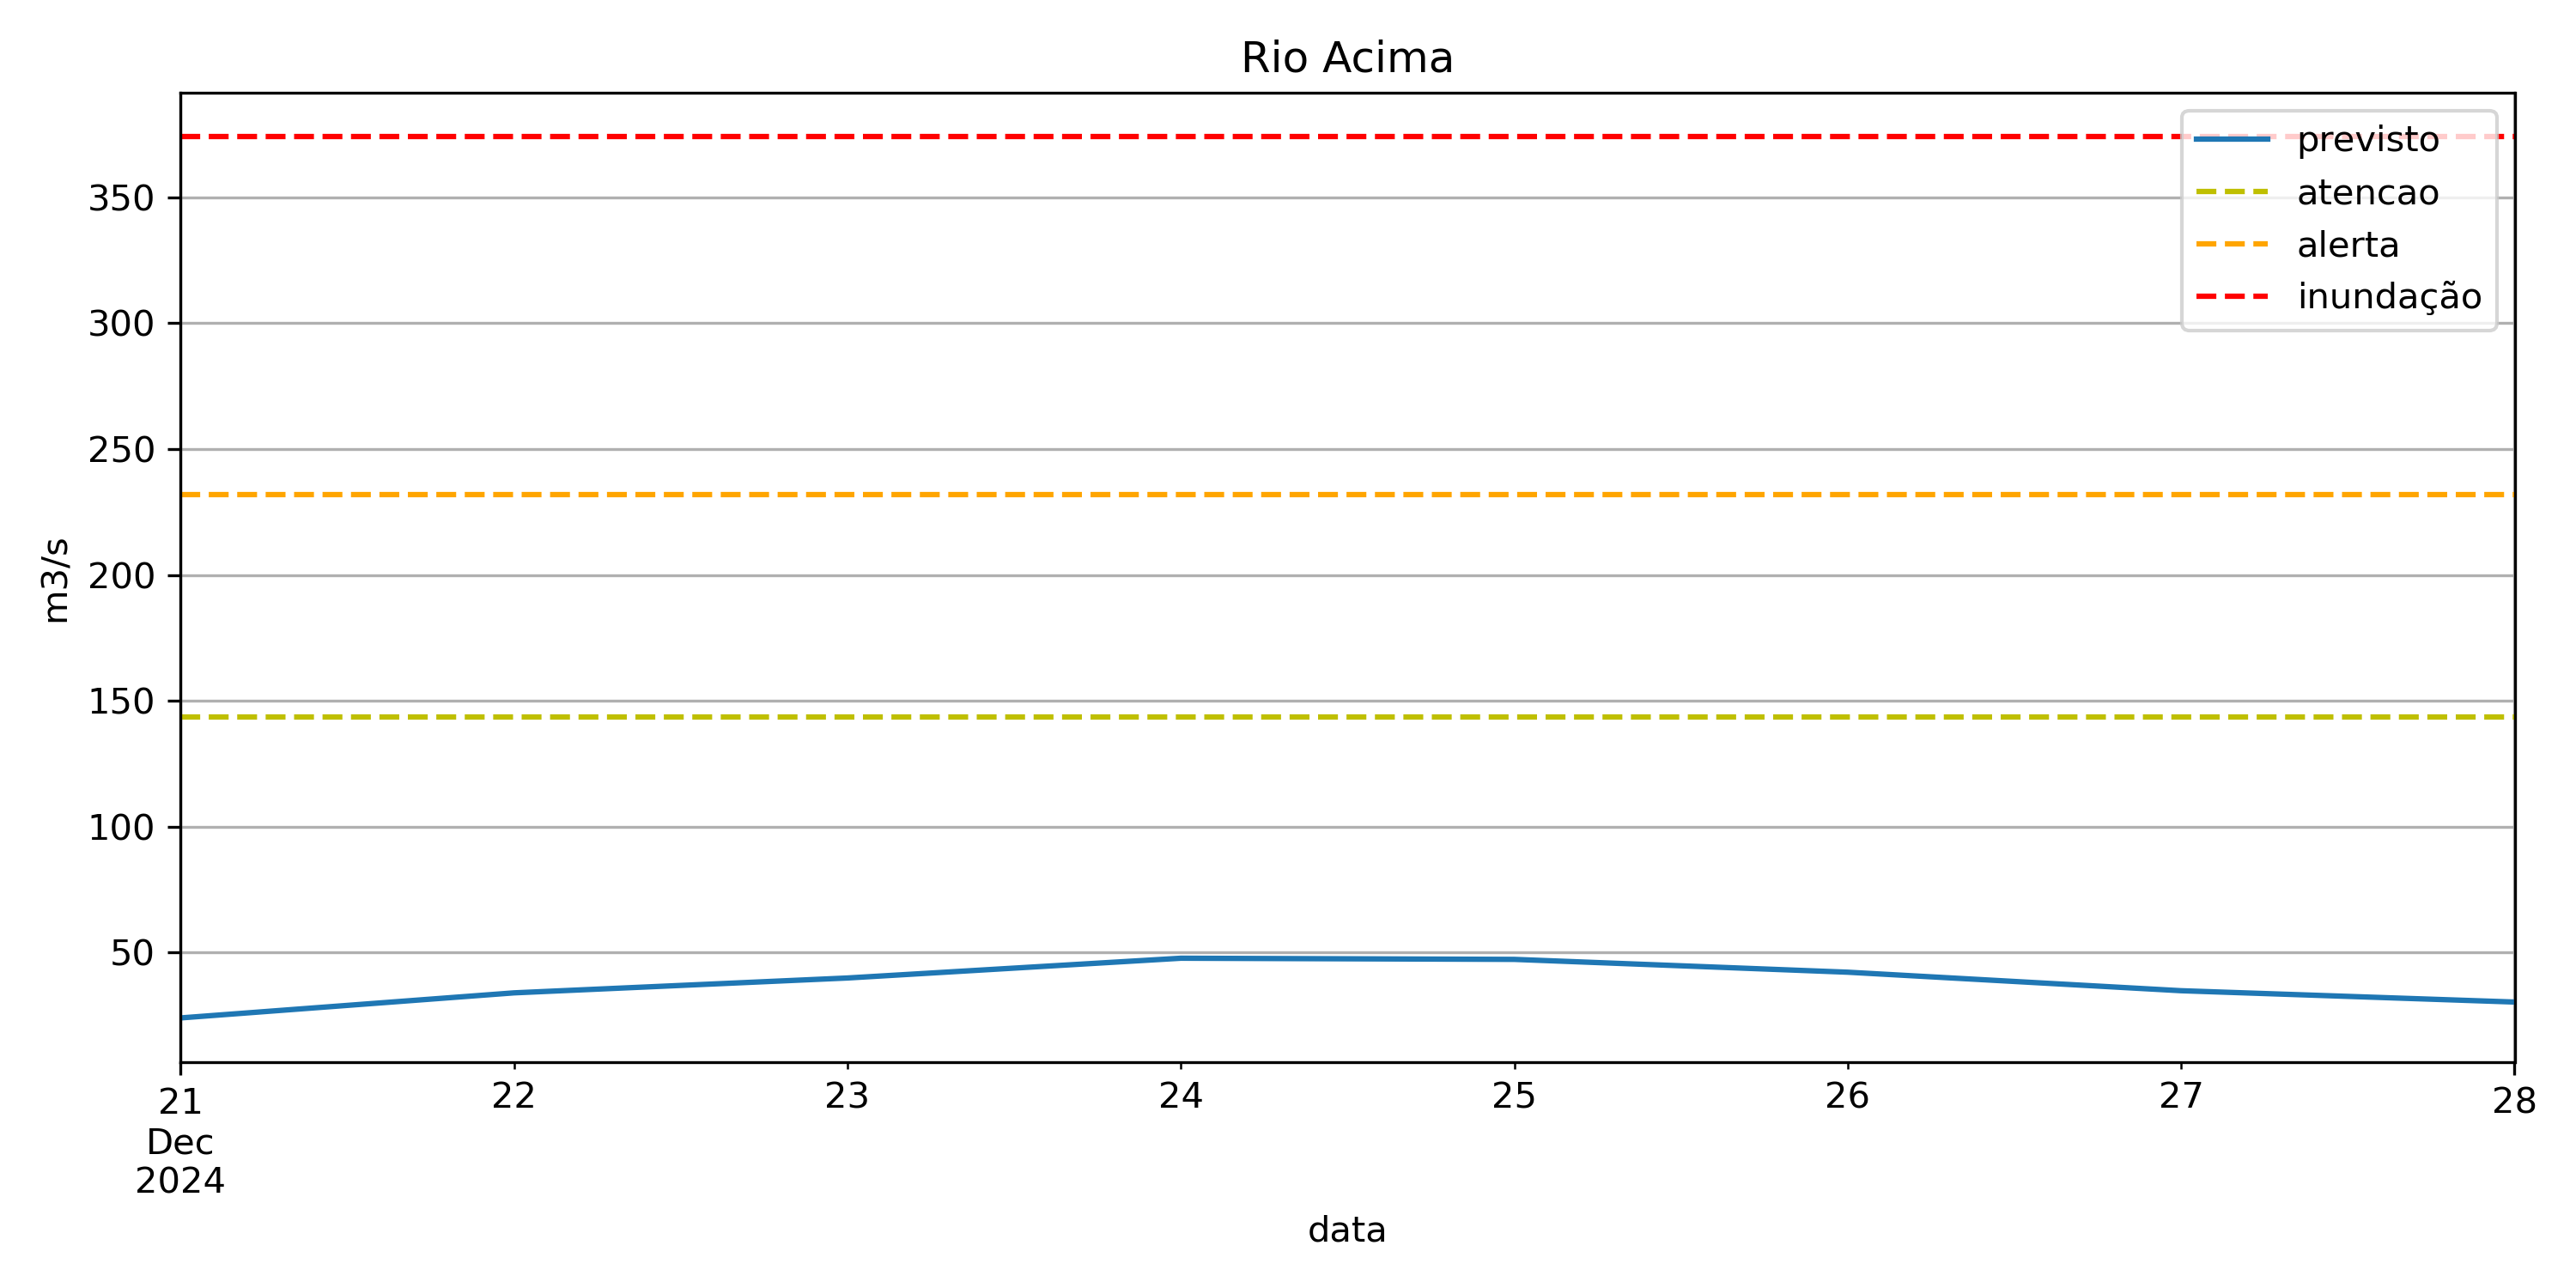 Rio Acima
previsto
atencao
alerta
inundação
350
300
250
200
150
100
50
m3/s
21 22 23 24 25 26 27 28
Dec
2024
data